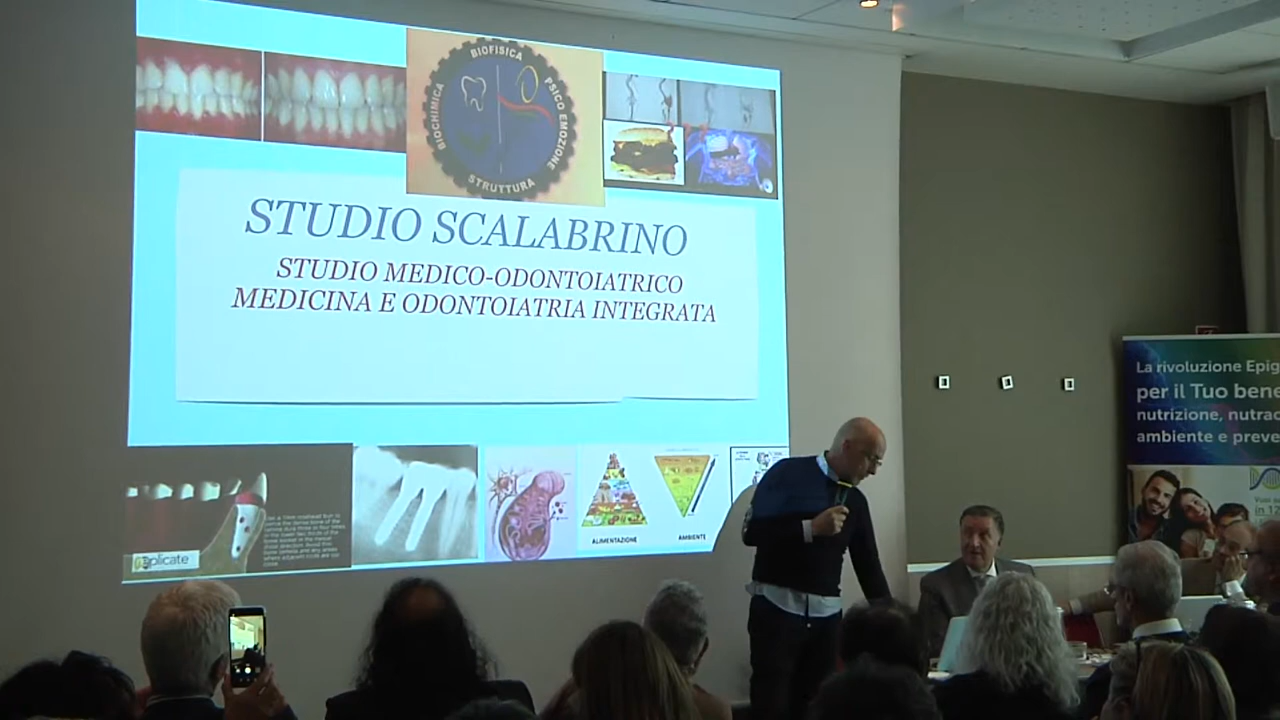 BIOFISICA
BIOCHIMICA
PSICO EMOZIONE
STRUTTURA
STUDIO SCALABRINO
STUDIO MEDICO-ODONTOIATRICO
MEDICINA E ODONTOIATRIA INTEGRATA
ALIMENTAZIONE
AMBIENTE
La rivoluzione Epig
per il Tuo bene
nutrizione, nutrac
ambiente e preve